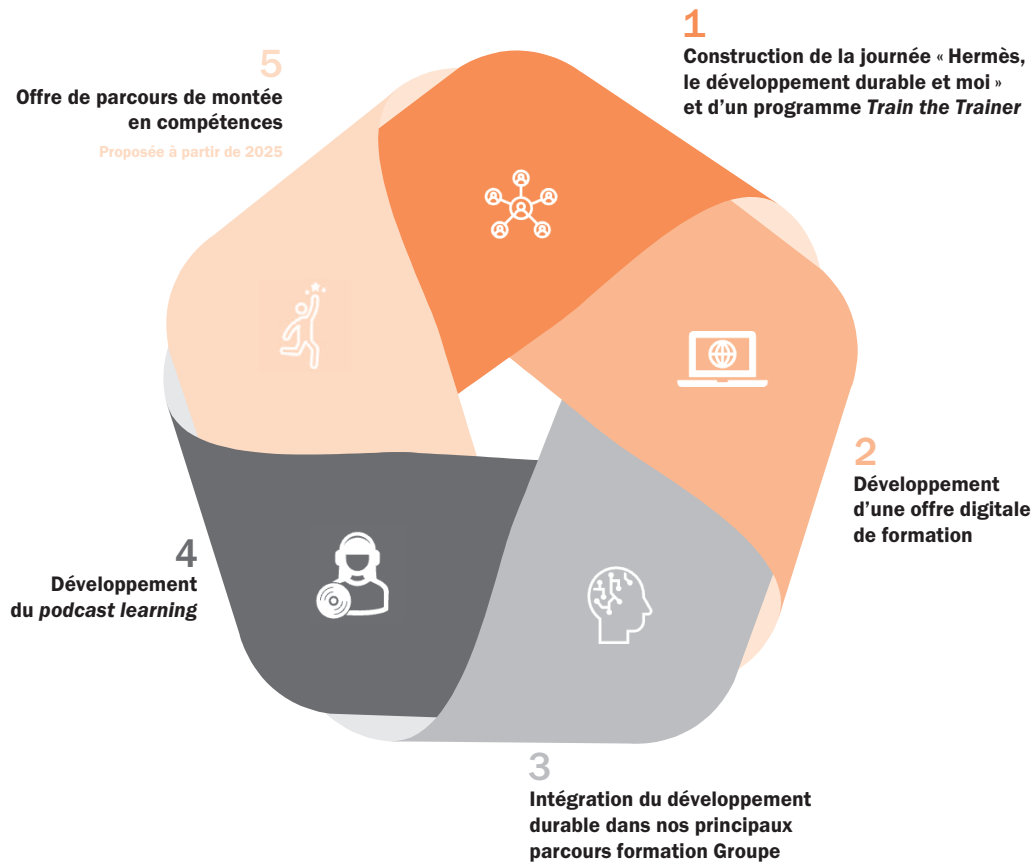 1
Construction de la journée « Hermès,
le développement durable et moi »
et d'un programme Train the Trainer
2
Développement
d'une offre digitale
de formation
3
Intégration du développement
durable dans nos principaux
parcours formation Groupe
4
Développement
du podcast learning
5
Offre de parcours de montée
en compétences
Proposée à partir de 2025